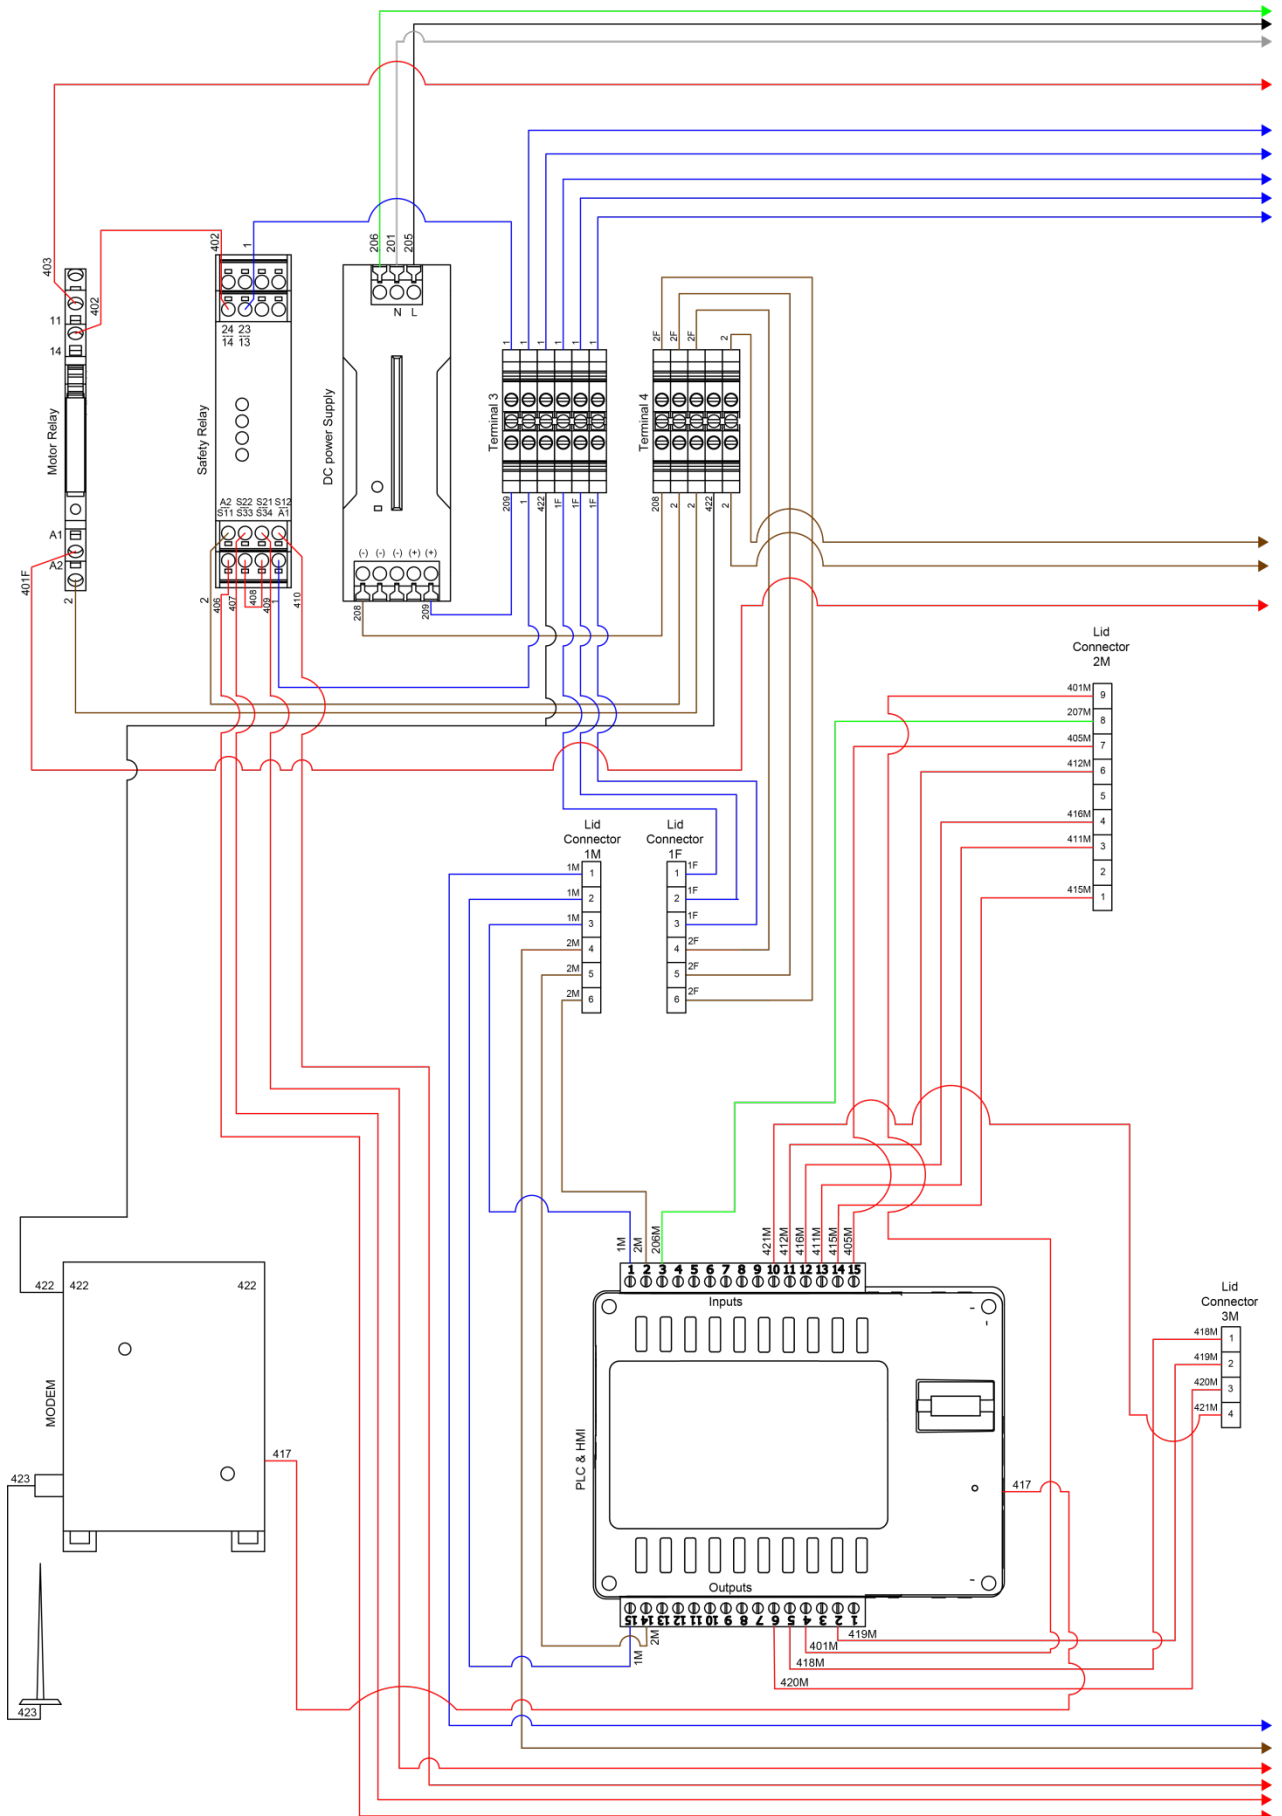 206
201
205
N L
403
402
11
14
Motor Relay
A1
A2
401F
2
402
1
24 23
14 13
Safety Relay
A2 S22 S21 S12
S11 S33 S34 A1
2
406
407
408
409
1
410
DC power Supply
(-) (-) (-) (+) (+)
208
209
1 1 1 1 1
Terminal 3
209 1 422 1F 1F 1F
2F 2F 2F 2
Terminal 4
208 2 2 422 2
Lid
Connector
2M
401M 9
207M 8
405M 7
412M 6
5
416M 4
411M 3
2
415M 1
Lid
Connector
1M
1M 1
1M 2
1M 3
2M 4
2M 5
2M 6
Lid
Connector
1F
1 1F
2 1F
3 1F
4 2F
5 2F
6 2F
1M
2M
206M
421M
412M
416M
411M
415M
405M
1 2 3 4 5 6 7 8 9 10 11 12 13 14 15
Inputs
PLC & HMI
417
Outputs
15 14 13 12 11 10 9 8 7 6 5 4 3 2 1
1M
2M
419M
401M
418M
420M
422 422 422
MODEM
417
423
423
Lid
Connector
3M
418M 1
419M 2
420M 3
421M 4